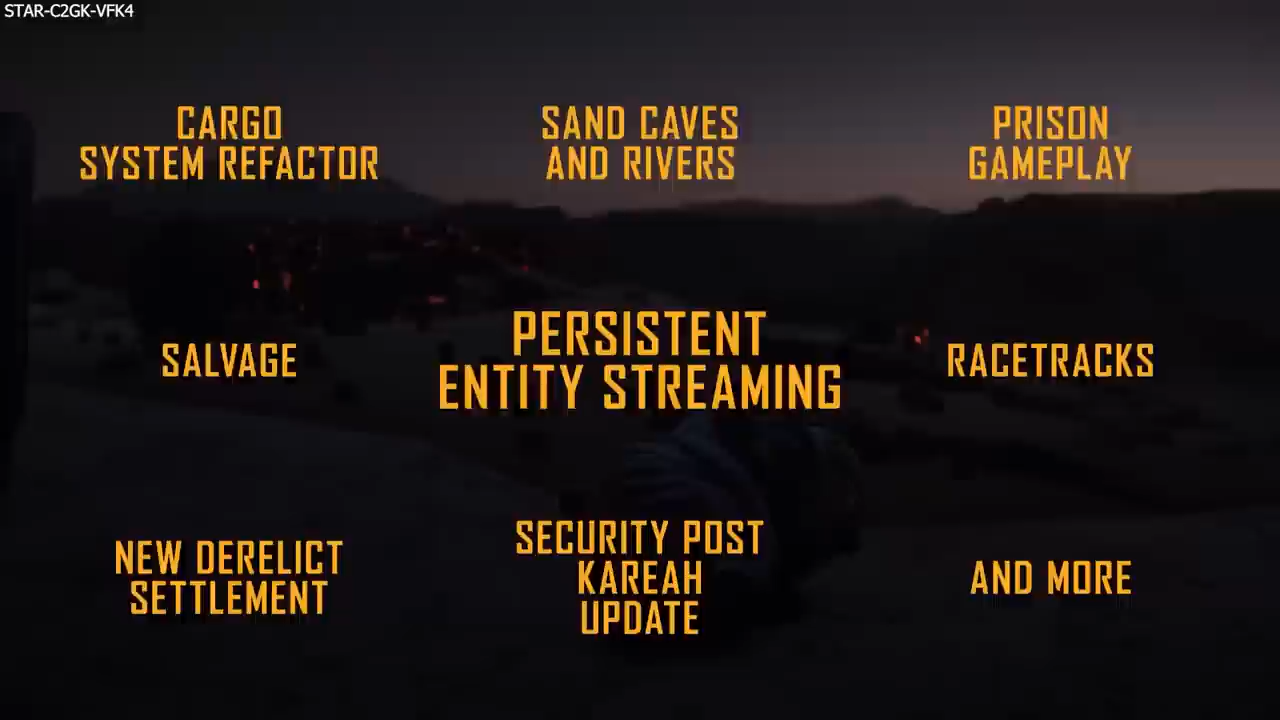 STAR-C2GK-VFK4
CARGO
SYSTEM REFACTOR
SAND CAVES
AND RIVERS
PRISON
GAMEPLAY
SALVAGE
PERSISTENT
ENTITY STREAMING
RACETRACKS
NEW DERELICT
SETTLEMENT
SECURITY POST
KAREAH
UPDATE
AND MORE